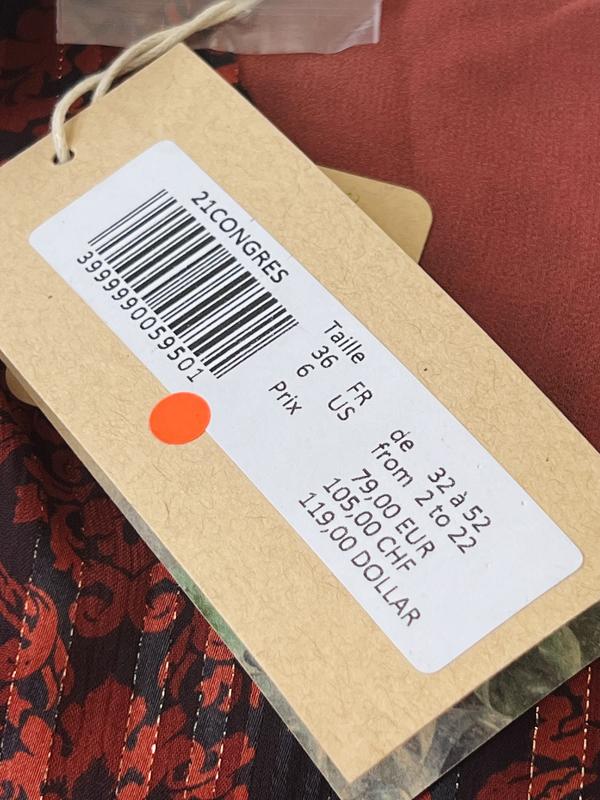 21CONGRES
3999990059501
Taille
36 FR de 32 à 52
6 US from 2 to 22
Prix 79,00 EUR
105,00 CHF
119,00 DOLLAR